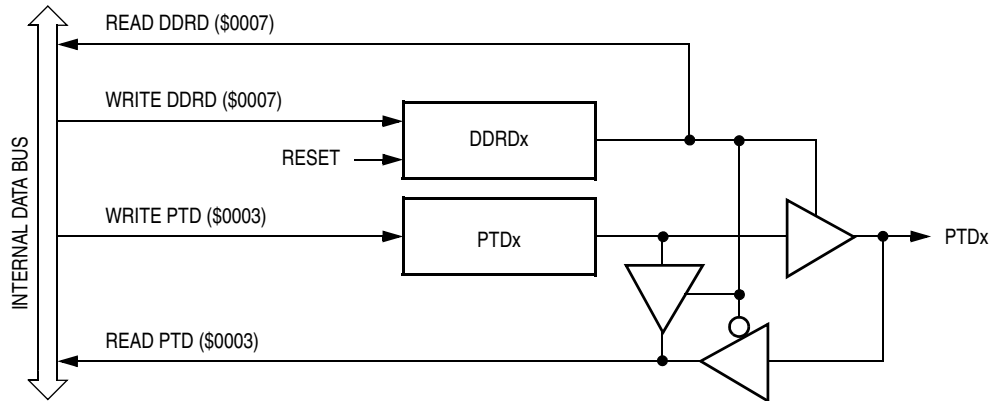 READ DDRD ($0007)
WRITE DDRD ($0007)
DDRDx
RESET
WRITE PTD ($0003)
PTDx
PTDx
INTERNAL DATA BUS
READ PTD ($0003)